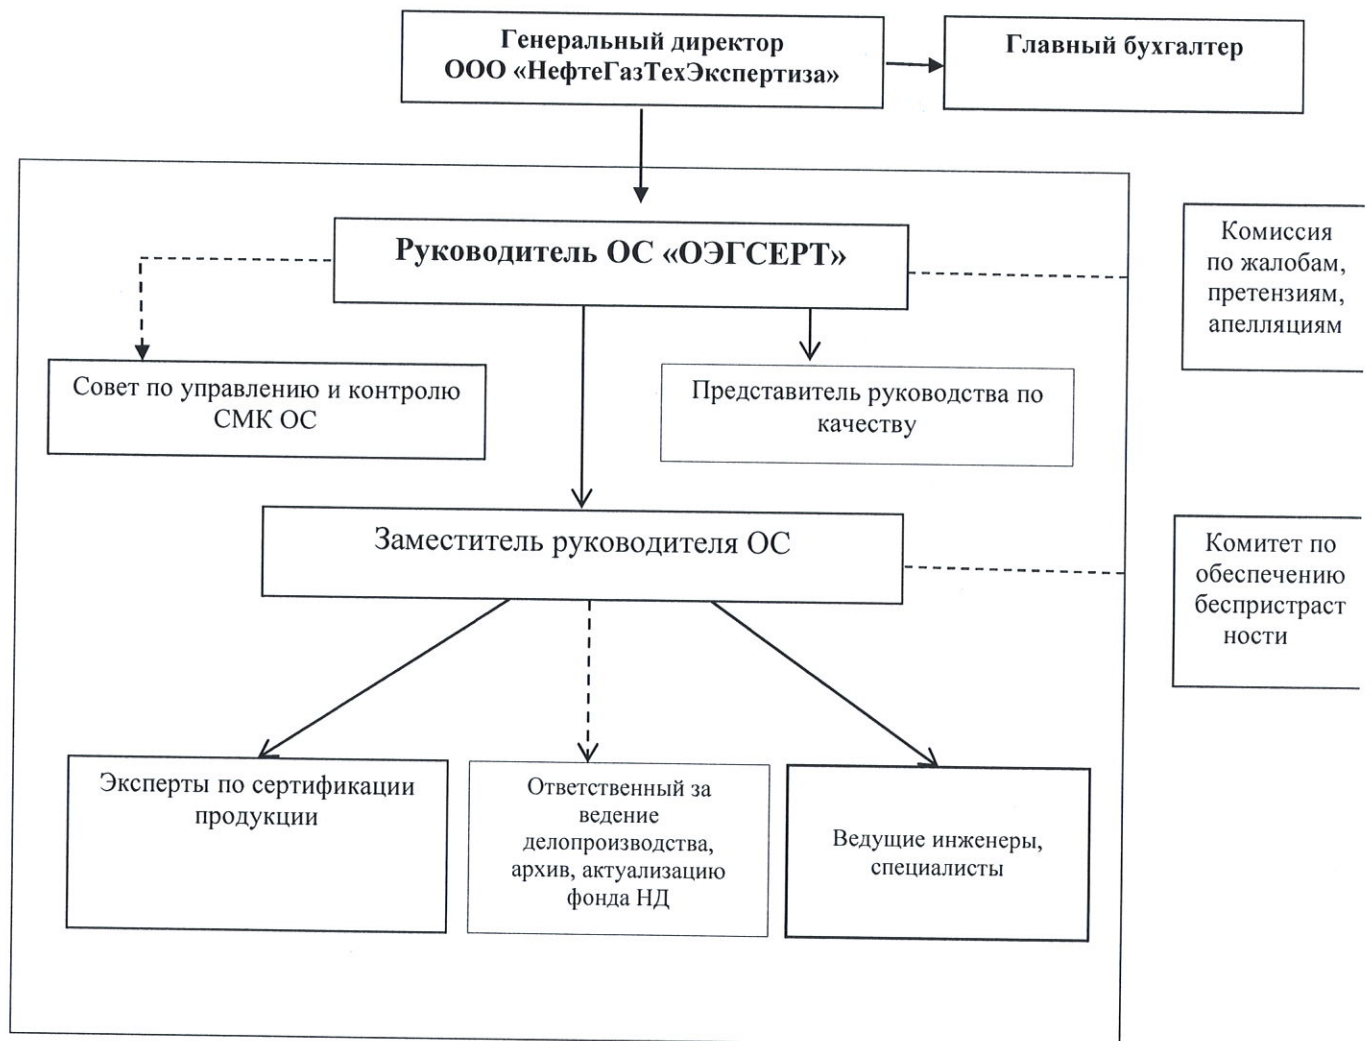 Генеральный директор
ООО «НефтеГазТехЭкспертиза»
Главный бухгалтер
Руководитель ОС «ОЭГСЕРТ»
Комиссия
по жалобам,
претензиям,
апелляциям
Совет по управлению и контролю
СМК ОС
Представитель руководства по
качеству
Заместитель руководителя ОС
Комитет по
обеспечению
беспристраст
ности
Эксперты по сертификации
продукции
Ответственный за
ведение
делопроизводства,
архив, актуализацию
фонда НД
Ведущие инженеры,
специалисты